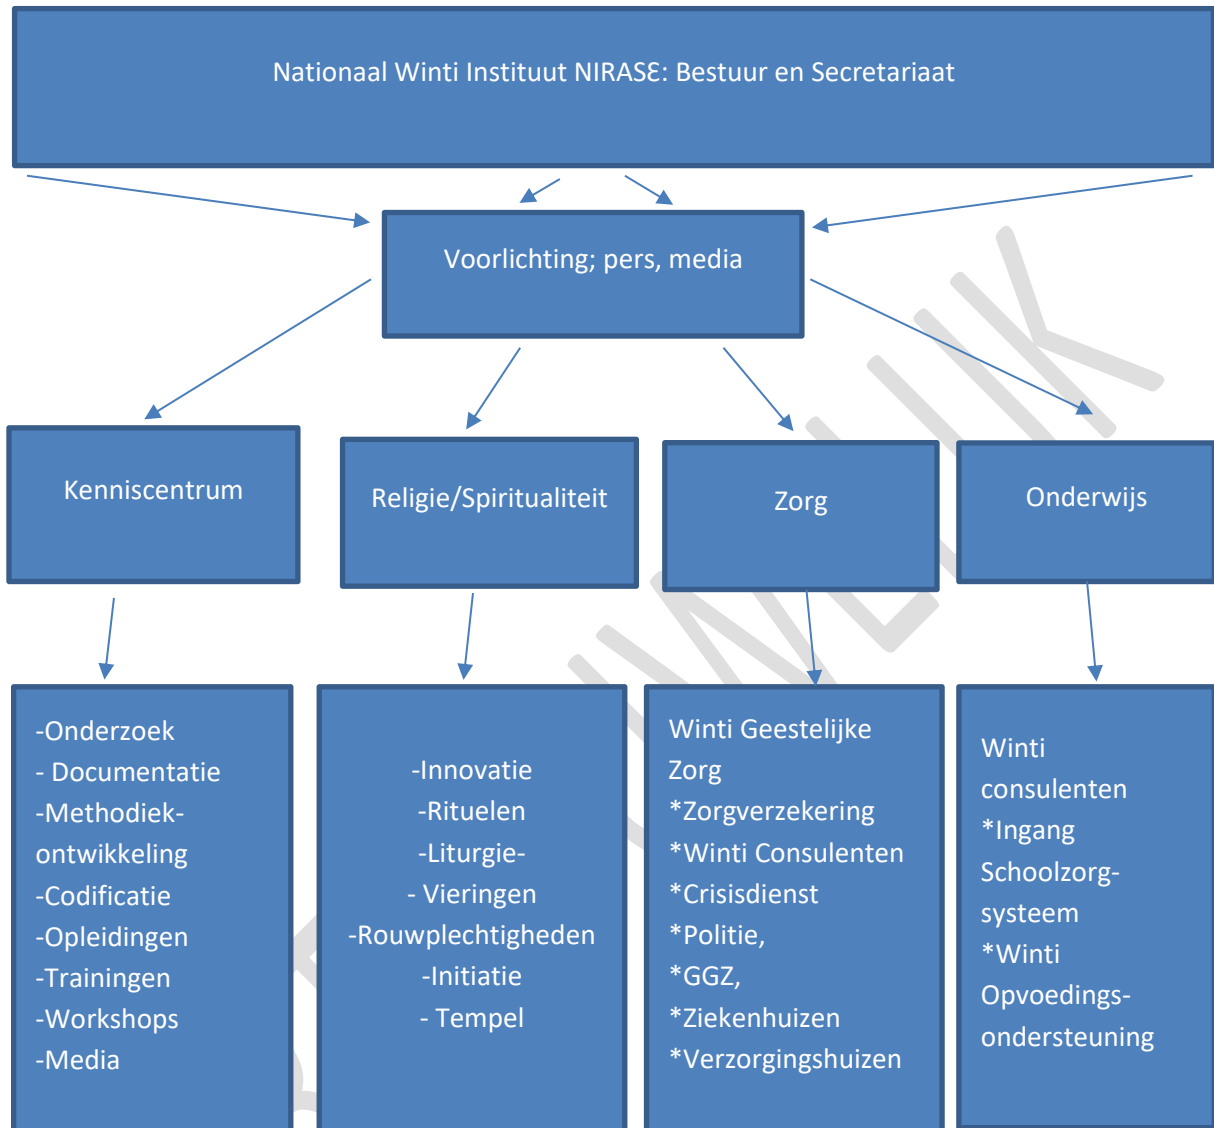 Nationaal Winti Instituut NIRASƐ: Bestuur en Secretariaat
Voorlichting; pers, media
Kenniscentrum
Religie/Spiritualiteit
Zorg
Onderwijs
-Onderzoek
- Documentatie
-Methodiek-
ontwikkeling
-Codificatie
-Opleidingen
-Trainingen
-Workshops
-Media
-Innovatie
-Rituelen
-Liturgie-
- Vieringen
-Rouwplechtigheden
-Initiatie
- Tempel
Winti Geestelijke
Zorg
*Zorgverzekering
*Winti Consulenten
*Crisisdienst
*Politie,
*GGZ,
*Ziekenhuizen
*Verzorgingshuizen
Winti
consulenten
*Ingang
Schoolzorg-
systeem
*Winti
Opvoedings-
ondersteuning